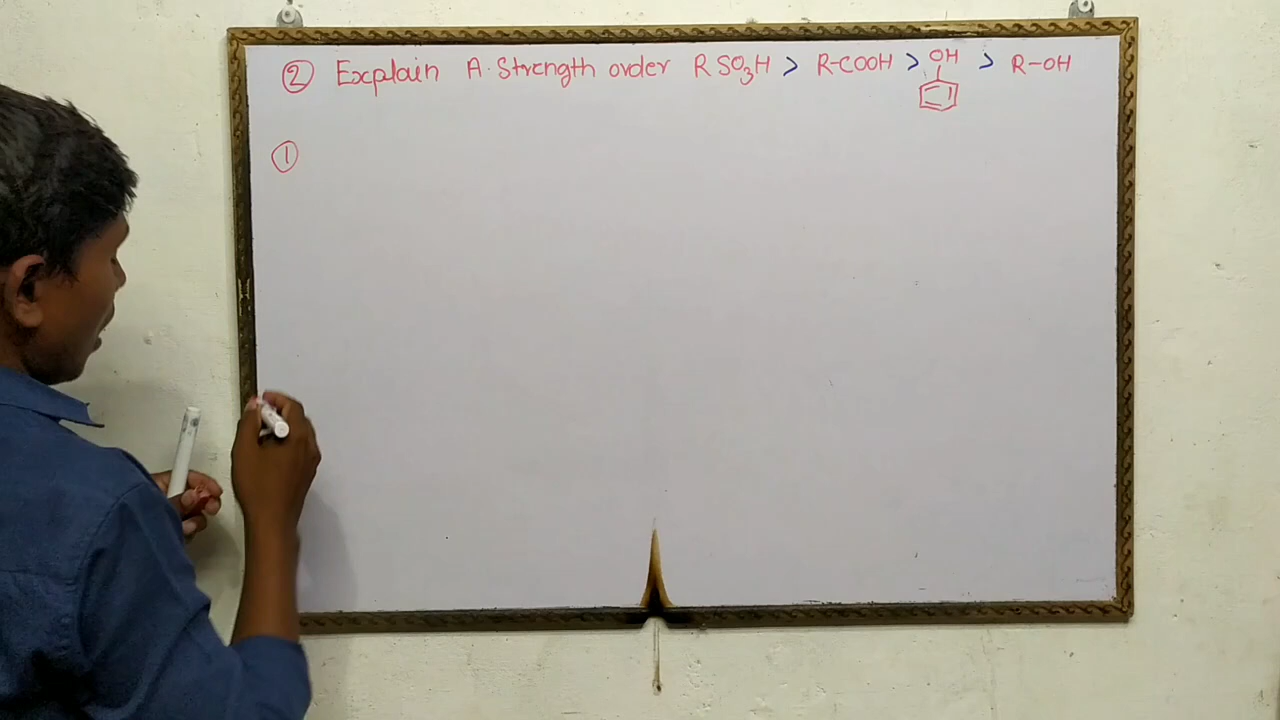 ② Explain A. Strength order RSO₃H > R-COOH > OH > R-OH
①